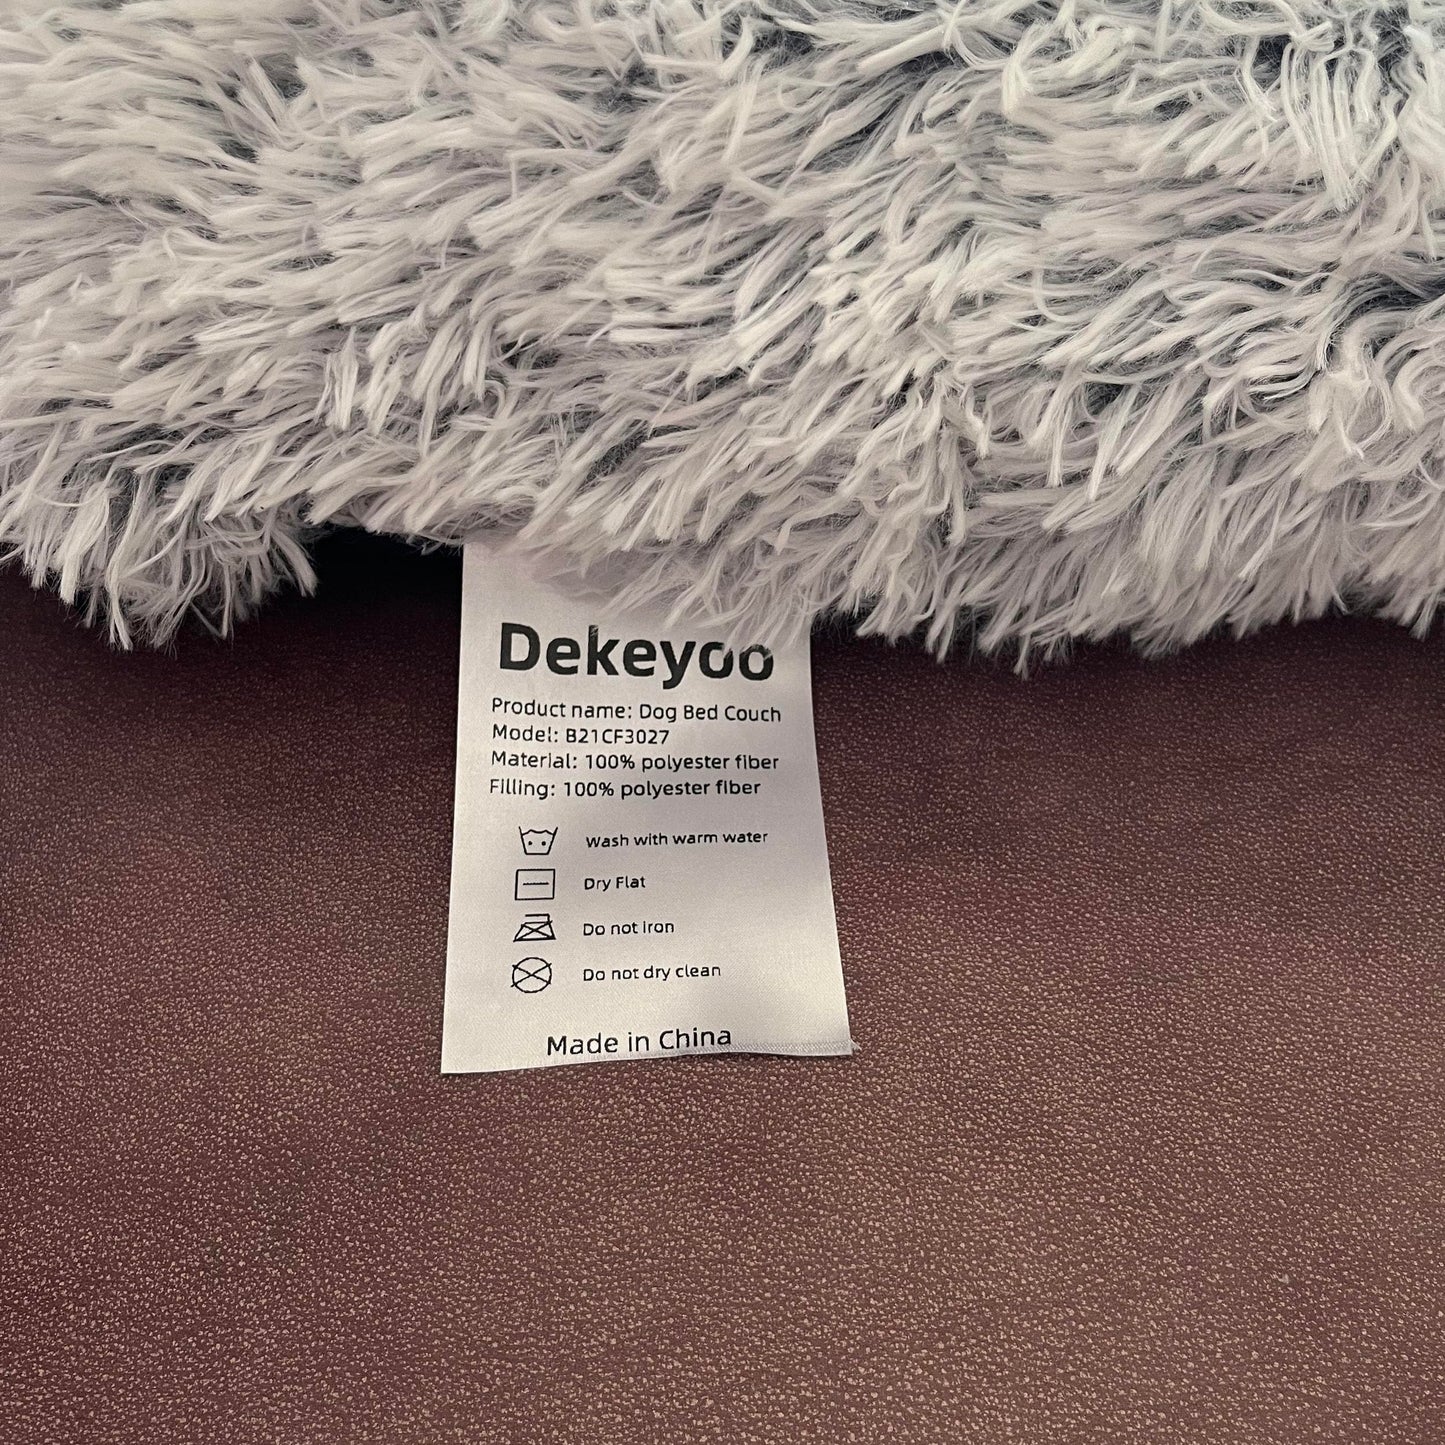 Dekeyoo
Product name: Dog Bed Couch
Model: B21CF3027
Material: 100% polyester fiber
Filling: 100% polyester fiber
Wash with warm water
Dry Flat
Do not iron
Do not dry clean
Made in China